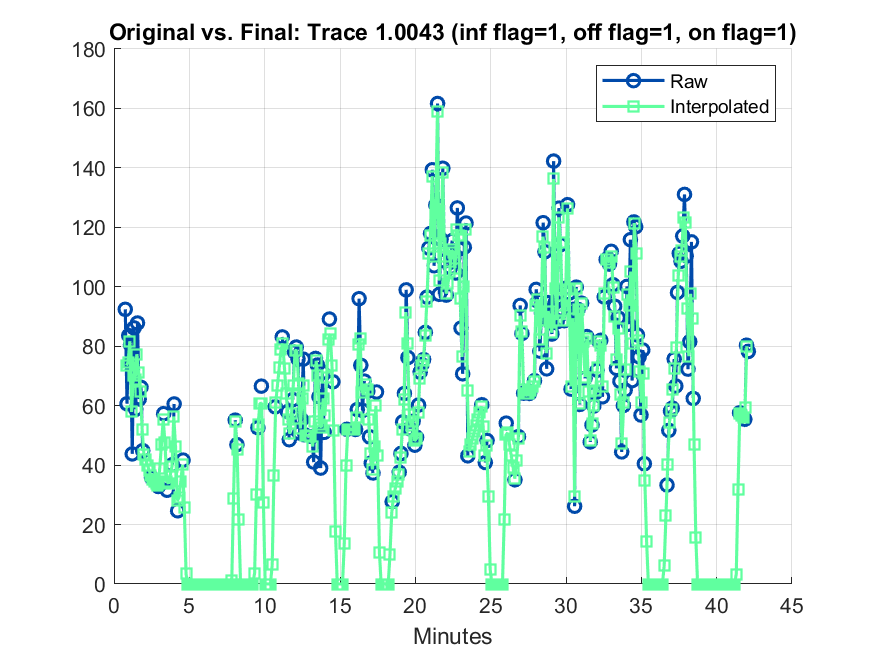 Original vs. Final: Trace 1.0043 (inf flag=1, off flag=1, on flag=1)
180
160
140
120
100
80
60
40
20
0
Raw
Interpolated
0 5 10 15 20 25 30 35 40 45
Minutes